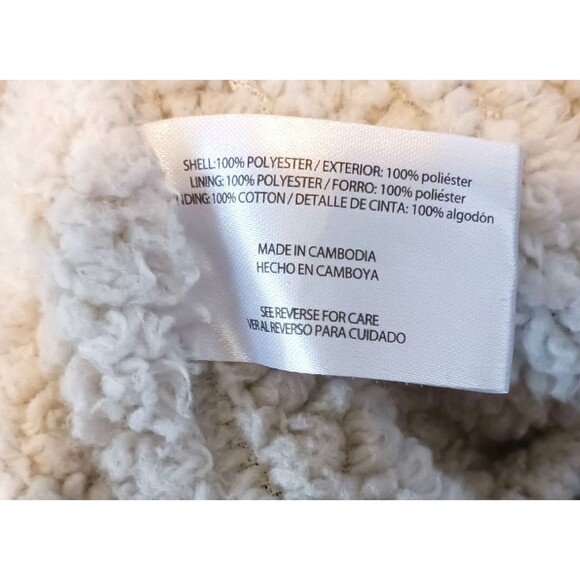 SHELL:100% POLYESTER / EXTERIOR: 100% poliéster
LINING: 100% POLYESTER / FORRO: 100% poliéster
NDING: 100% COTTON / DETALLE DE CINTA: 100% algodón
MADE IN CAMBODIA
HECHO EN CAMBOYA
SEE REVERSE FOR CARE
VER AL REVERSO PARA CUIDADO